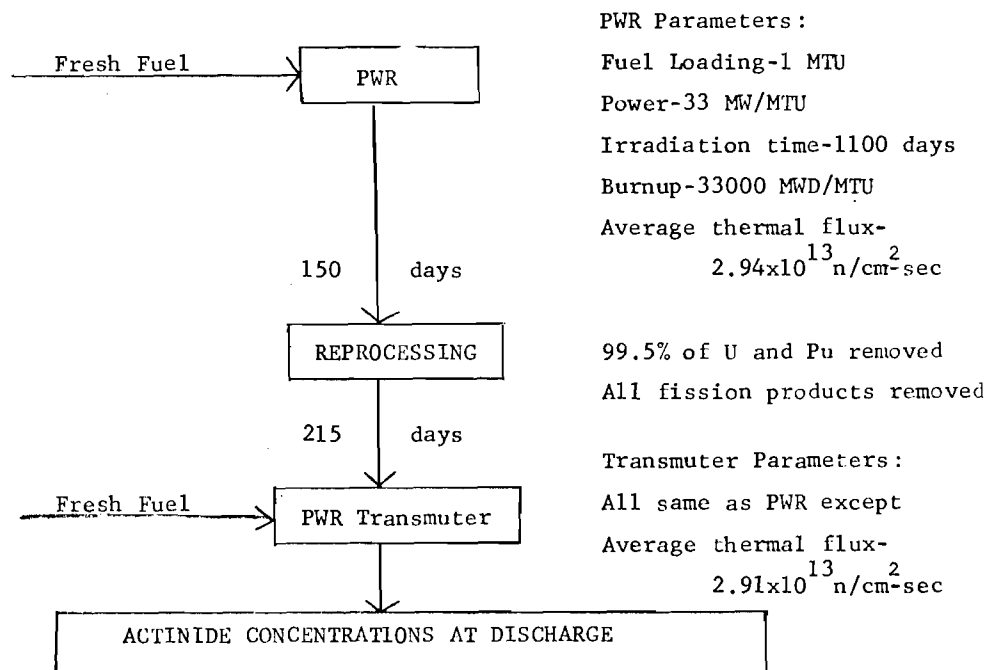 PWR Parameters:
Fresh Fuel
PWR
Fuel Loading-1 MTU
Power-33 MW/MTU
Irradiation time-1100 days
Burnup-33000 MWD/MTU
Average thermal flux-
2.94x10^13 n/cm^2-sec
150 days
REPROCESSING
99.5% of U and Pu removed
All fission products removed
215 days
Transmuter Parameters:
Fresh Fuel
PWR Transmuter
All same as PWR except
Average thermal flux-
2.91x10^13 n/cm^2-sec
ACTINIDE CONCENTRATIONS AT DISCHARGE